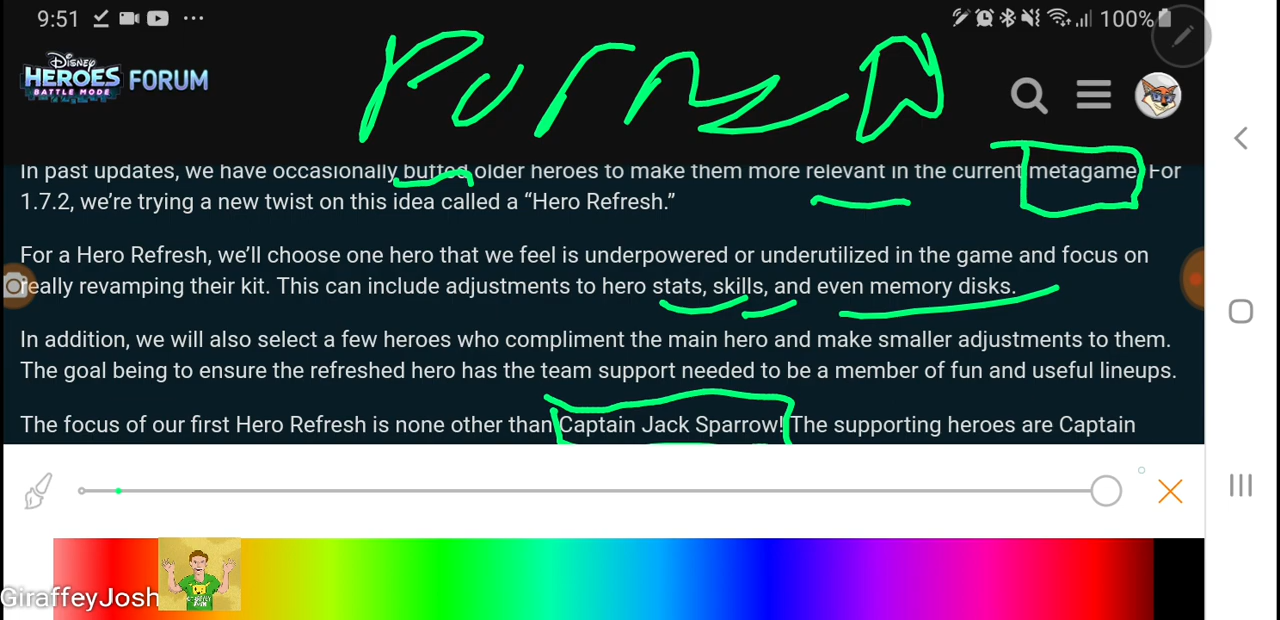 9:51 100%
DISNEY
HEROES
BATTLE MODE
FORUM
In past updates, we have occasionally buffed older heroes to make them more relevant in the current metagame. For
1.7.2, we're trying a new twist on this idea called a “Hero Refresh.”
For a Hero Refresh, we'll choose one hero that we feel is underpowered or underutilized in the game and focus on
really revamping their kit. This can include adjustments to hero stats, skills, and even memory disks.
In addition, we will also select a few heroes who compliment the main hero and make smaller adjustments to them.
The goal being to ensure the refreshed hero has the team support needed to be a member of fun and useful lineups.
The focus of our first Hero Refresh is none other than Captain Jack Sparrow! The supporting heroes are Captain
GiraffeyJosh